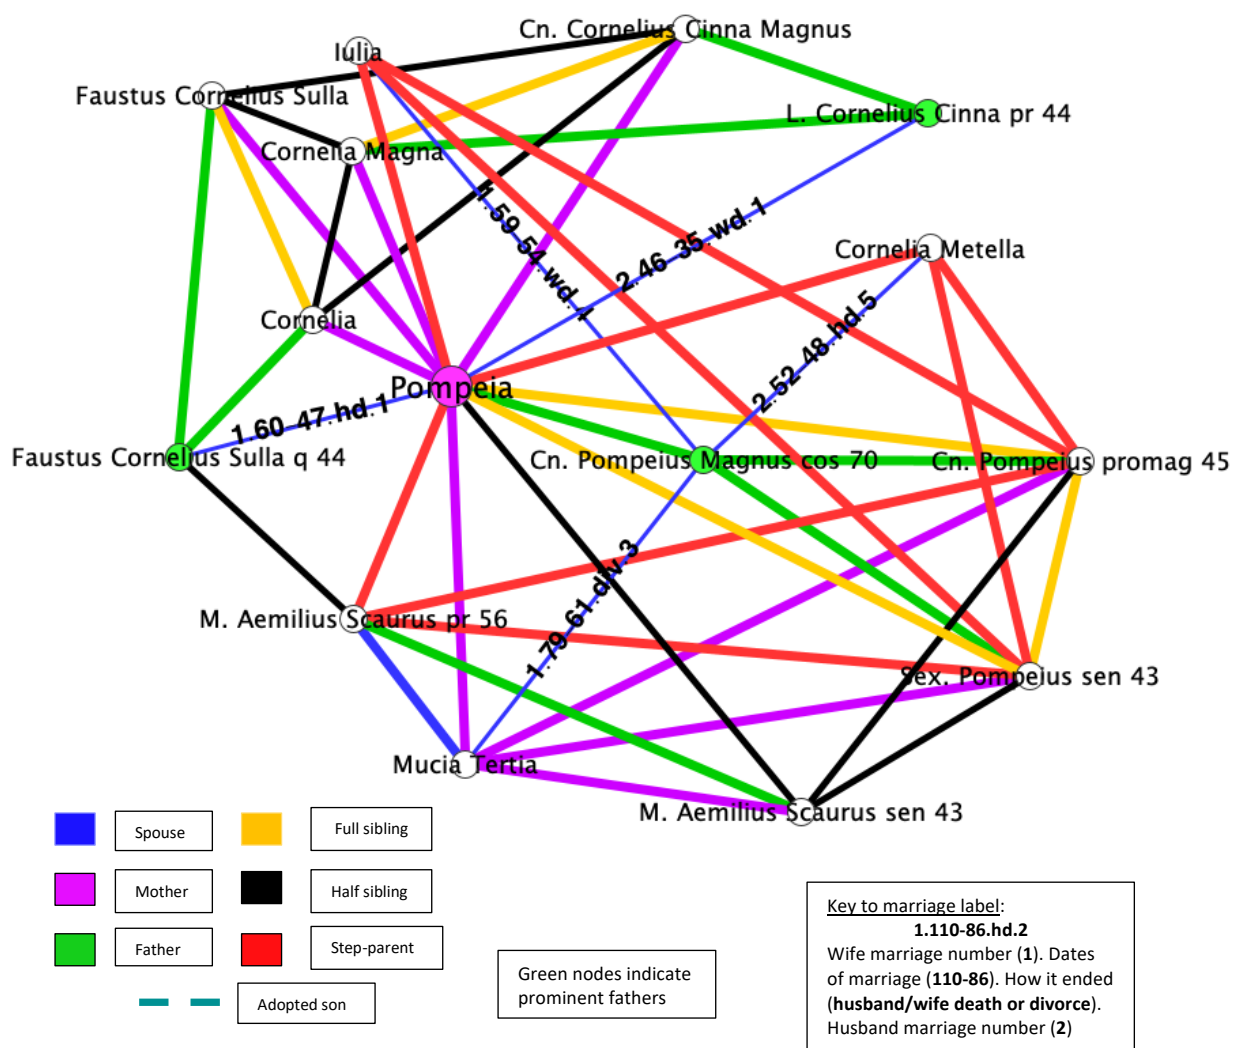 Cn. Cornelius Cinna Magnus
Iulia
Faustus Cornelius Sulla
L. Cornelius Cinna pr 44
Cornelia Magna
1.59 54.wd.1
2.46 35.wd.1
Cornelia Metella
2.52 48.hd.5
Cornelia
Pompeia
1.60 47.hd.1
Faustus Cornelius Sulla q 44
Cn. Pompeius Magnus cos 70
Cn. Pompeius promag 45
1.79 61.div.3
M. Aemilius Scaurus pr 56
Sex. Pompeius sen 43
Mucia Tertia
M. Aemilius Scaurus sen 43
Spouse
Full sibling
Mother
Half sibling
Father
Step-parent
Adopted son
Green nodes indicate
prominent fathers
Key to marriage label:
1.110-86.hd.2
Wife marriage number (1). Dates
of marriage (110-86). How it ended
(husband/wife death or divorce).
Husband marriage number (2)